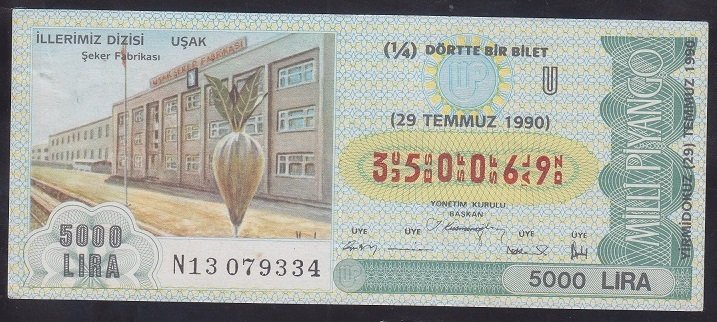 İLLERİMİZ DİZİSİ UŞAK
Şeker Fabrikası
UŞAK ŞEKER FABRİKASI
5000
LİRA
N13 079334
(1/4) DÖRTTE BİR BİLET
U
(29 TEMMUZ 1990)
350069
YÖNETİM KURULU
BAŞKAN
ÜYE ÜYE ÜYE ÜYE
5000 LİRA
MİLLİ PİYANGO
YİRMİDOKUZ (29) TEMMUZ 1990